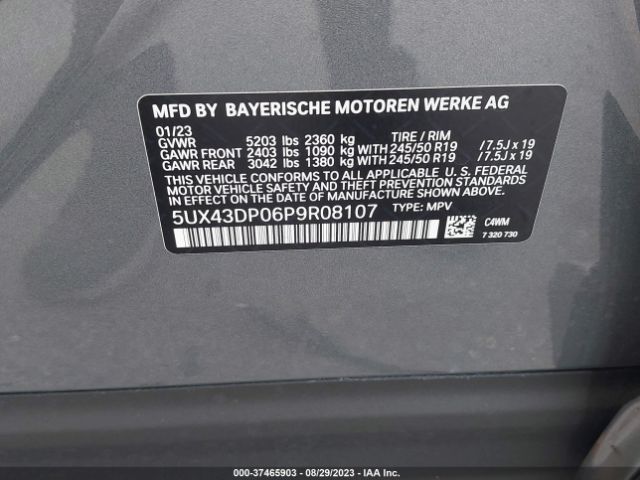 MFD BY BAYERISCHE MOTOREN WERKE AG
01/23
GVWR 5203 lbs 2360 kg TIRE / RIM
GAWR FRONT 2403 lbs 1090 kg WITH 245/50 R19 /7.5J x 19
GAWR REAR 3042 lbs 1380 kg WITH 245/50 R19 /7.5J x 19
THIS VEHICLE CONFORMS TO ALL APPLICABLE U. S. FEDERAL
MOTOR VEHICLE SAFETY, BUMPER, AND THEFT PREVENTION
STANDARDS IN EFFECT ON THE DATE OF MANUFACTURE SHOWN ABOVE.
5UX43DP06P9R08107 TYPE: MPV
C4WM
7 320 730
000-37465903 - 08/29/2023 - IAA Inc.